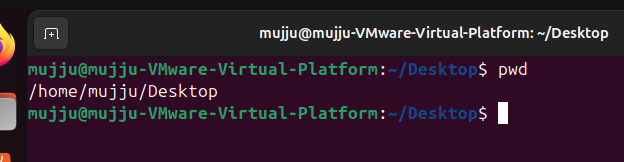 mujju@mujju-VMware-Virtual-Platform: ~/Desktop
mujju@mujju-VMware-Virtual-Platform:~/Desktop$ pwd
/home/mujju/Desktop
mujju@mujju-VMware-Virtual-Platform:~/Desktop$